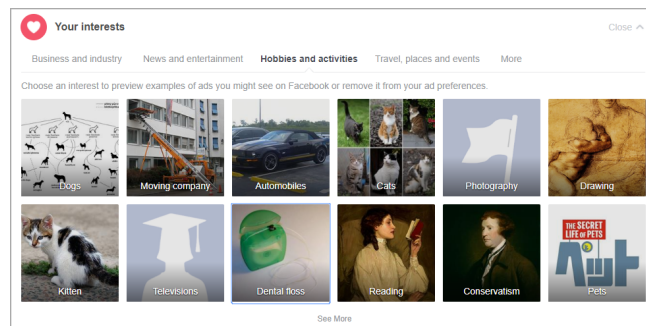 Your interests
Close
Business and industry News and entertainment Hobbies and activities Travel, places and events More
Choose an interest to preview examples of ads you might see on Facebook or remove it from your ad preferences.
Dogs Moving company Automobiles Cats Photography Drawing
THE SECRET
LIFE OF PETS
ペット
Kitten Televisions Dental floss Reading Conservatism Pets
See More